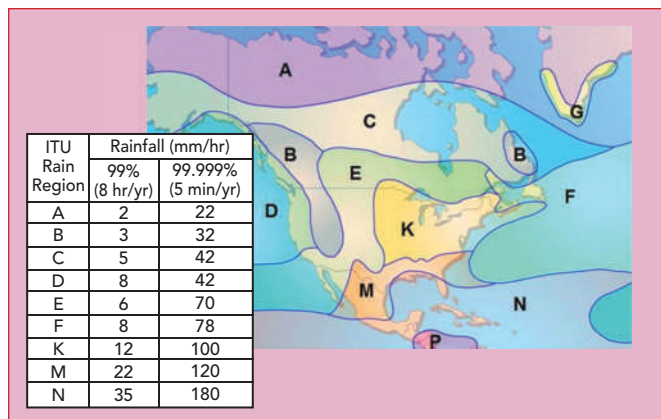 A
G
C
B
B
E
D
F
K
M
N
P
ITU Rain Region Rainfall (mm/hr)
99% (8 hr/yr) 99.999% (5 min/yr)
A 2 22
B 3 32
C 5 42
D 8 42
E 6 70
F 8 78
K 12 100
M 22 120
N 35 180